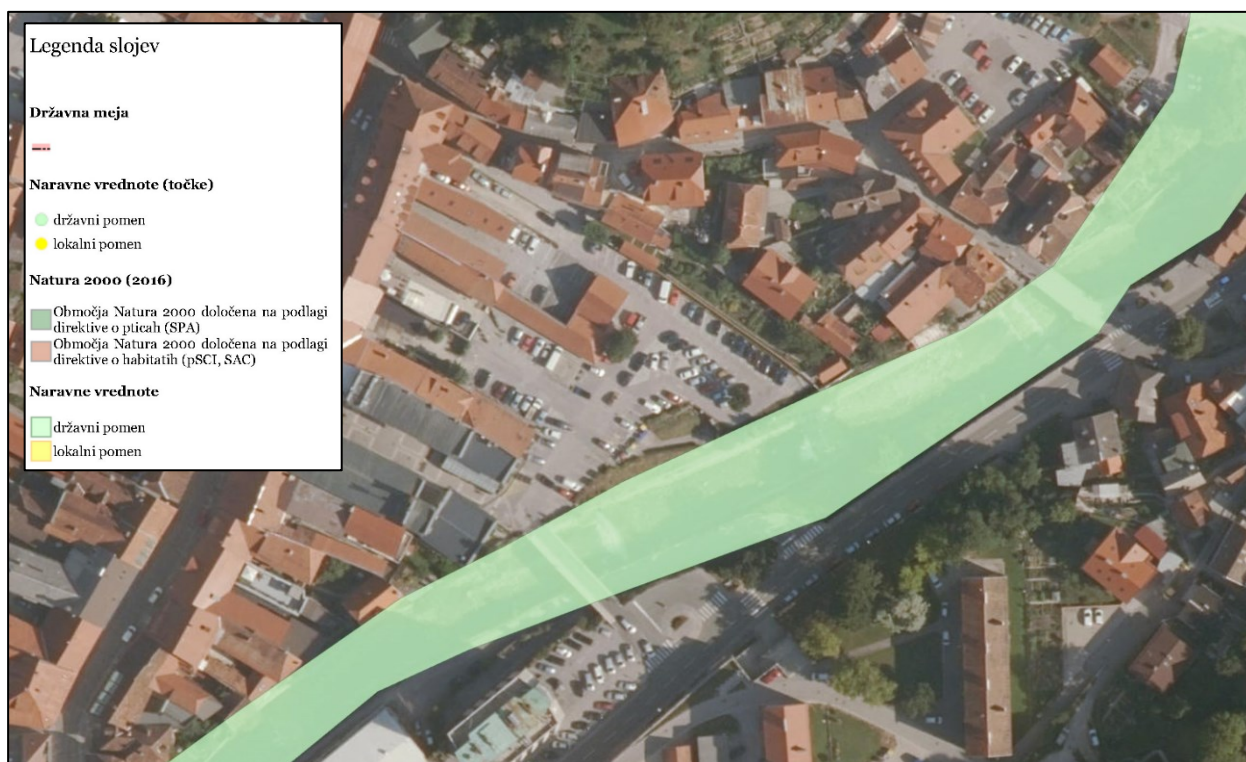 Legenda slojev
Državna meja
Naravne vrednote (točke)
državni pomen
lokalni pomen
Natura 2000 (2016)
Območja Natura 2000 določena na podlagi
direktive o pticah (SPA)
Območja Natura 2000 določena na podlagi
direktive o habitatih (pSCI, SAC)
Naravne vrednote
državni pomen
lokalni pomen